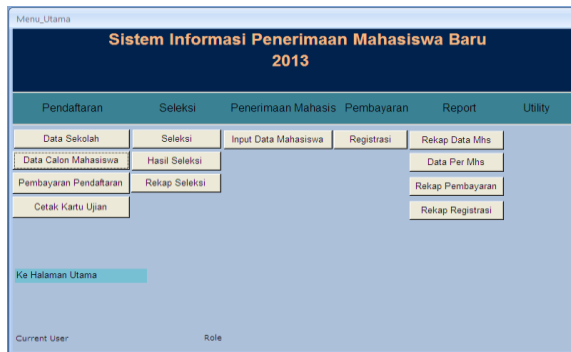 Menu_Utama
Sistem Informasi Penerimaan Mahasiswa Baru
2013
Pendaftaran Seleksi Penerimaan Mahasis Pembayaran Report Utility
Data Sekolah Seleksi Input Data Mahasiswa Registrasi Rekap Data Mhs
Data Calon Mahasiswa Hasil Seleksi Data Per Mhs
Pembayaran Pendaftaran Rekap Seleksi Rekap Pembayaran
Cetak Kartu Ujian Rekap Registrasi
Ke Halaman Utama
Current User Role